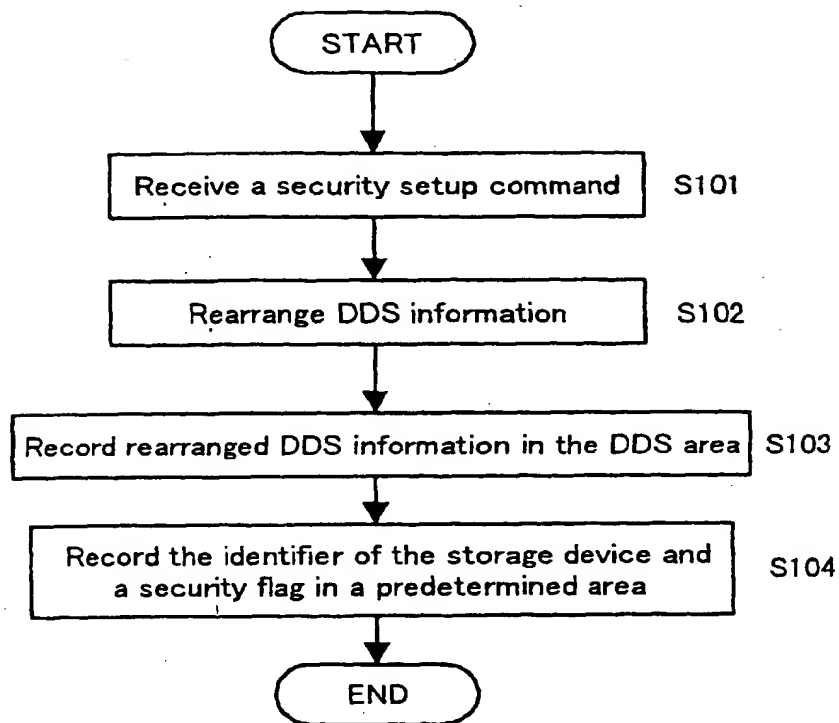 START
Receive a security setup command S101
Rearrange DDS information S102
Record rearranged DDS information in the DDS area S103
Record the identifier of the storage device and
a security flag in a predetermined area S104
END